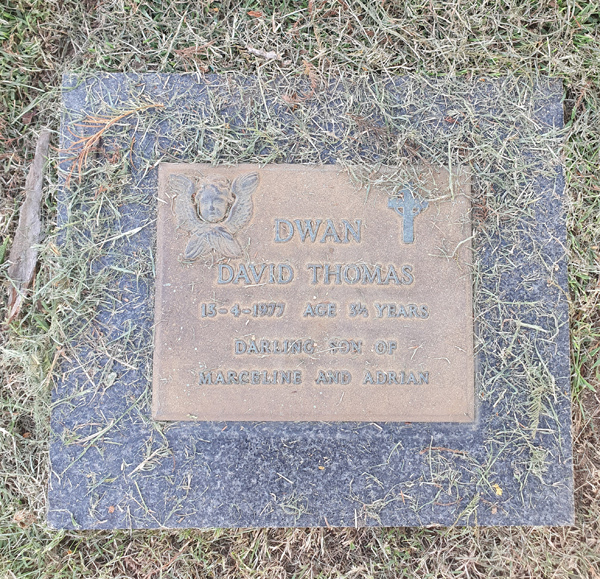 DWAN
DAVID THOMAS
15-4-1977 AGE 3½ YEARS
DARLING SON OF
MARCELINE AND ADRIAN